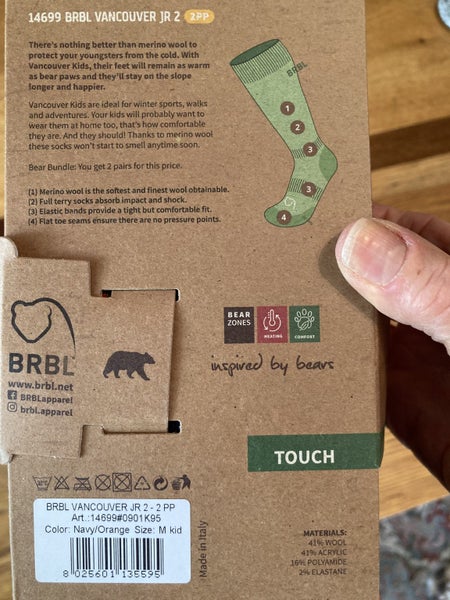 14699 BRBL VANCOUVER JR 2 2PP
There's nothing better than merino wool to
protect your youngsters from the cold. With
Vancouver Kids, their feet will remain as warm
as bear paws and they'll stay on the slope
longer and happier.
Vancouver Kids are ideal for winter sports, walks
and adventures. Your kids will probably want to
wear them at home too, that's how comfortable
they are. And they should! Thanks to merino wool
these socks won't start to smell anytime soon.
Bear Bundle: You get 2 pairs for this price.
(1) Merino wool is the softest and finest wool obtainable.
(2) Full terry socks absorb impact and shock.
(3) Elastic bands provide a tight but comfortable fit.
(4) Flat toe seams ensure there are no pressure points.
BRBL
1
2
3
3
4
BRBL
www.brbl.net
BRBLapparel
brbl.apparel
BEAR
ZONES
HEATING
COMFORT
inspired by bears
TOUCH
BRBL VANCOUVER JR 2 - 2 PP
Art.:14699#0901K95
Color: Navy/Orange Size: M kid
8 025601 135595
Made in Italy
MATERIALS:
41% WOOL
41% ACRYLIC
16% POLYAMIDE
2% ELASTANE